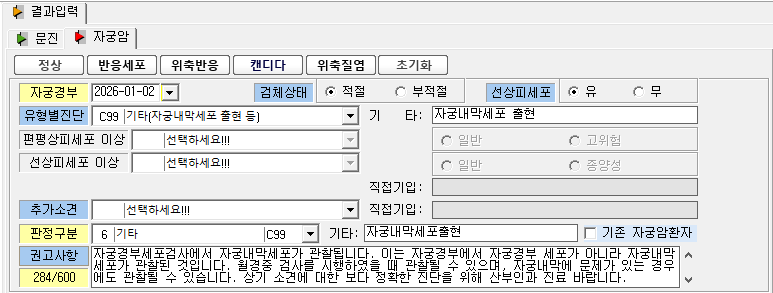 결과입력
문진 자궁암
정상 반응세포 위축반응 캔디다 위축질염 초기화
자궁경부 2026-01-02 검체상태 적절 부적절 선상피세포 유 무
유형별진단 C99 기타(자궁내막세포 출현 등) 기 타: 자궁내막세포 출현
편평상피세포 이상 선택하세요!!! 일반 고위험
선상피세포 이상 선택하세요!!! 일반 종양성
직접기입:
추가소견 선택하세요!!! 직접기입:
판정구분 6 기타 C99 기타: 자궁내막세포출현 기존 자궁암환자
권고사항 자궁경부세포검사에서 자궁내막세포가 관찰됩니다. 이는 자궁경부에서 자궁경부 세포가 아니라 자궁내막
세포가 관찰된 것입니다. 월경중 검사를 시행하였을 때 관찰될 수 있으며, 자궁내막에 문제가 있는 경우
284/600 에도 관찰될 수 있습니다. 상기 소견에 대한 보다 정확한 진단을 위해 산부인과 진료 바랍니다.